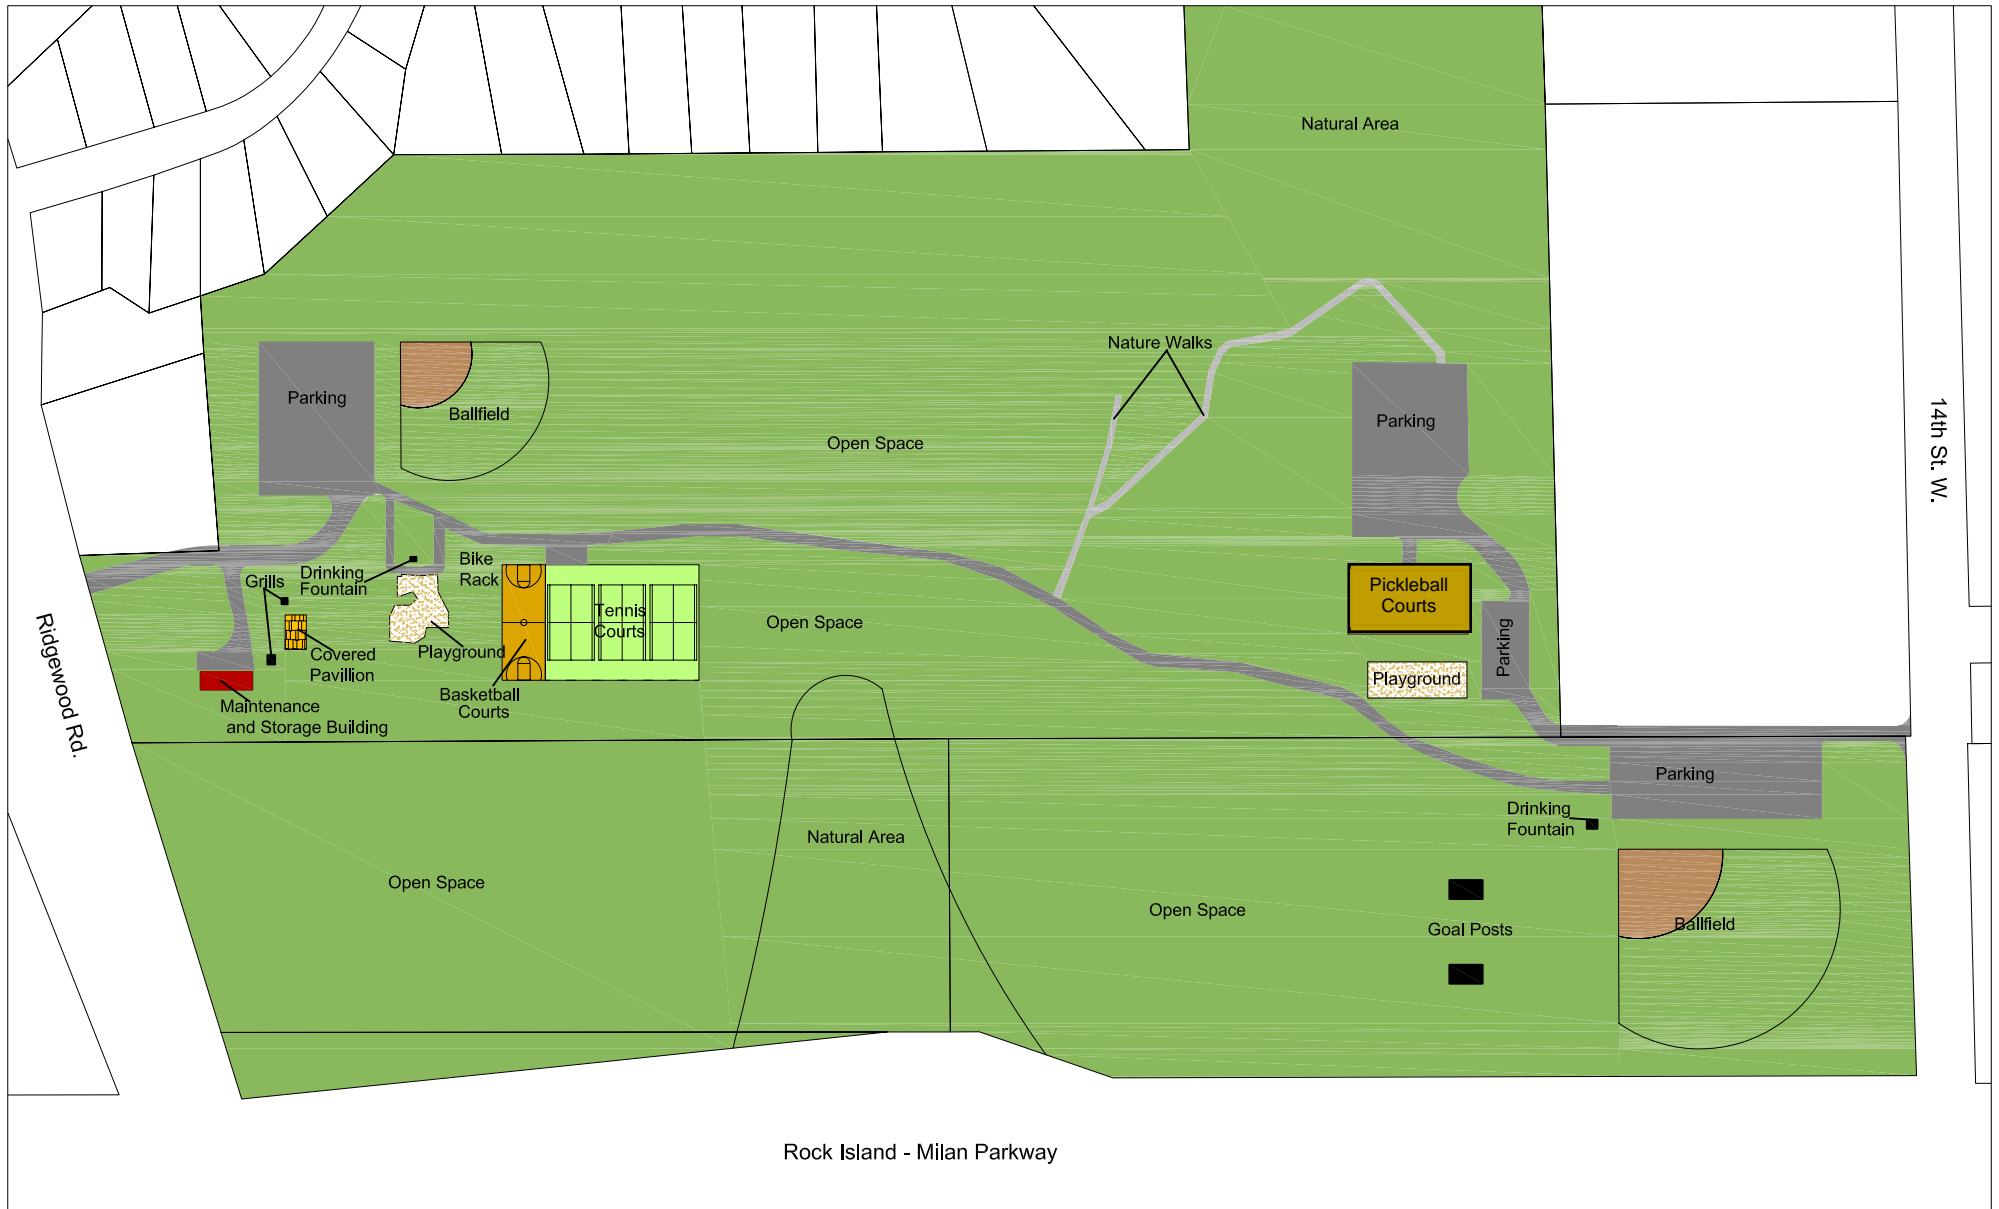 Natural Area
Nature Walks
Parking
Ballfield
Open Space
Parking
14th St. W.
Bike
Rack
Drinking
Fountain
Grills
Tennis
Courts
Open Space
Pickleball
Courts
Parking
Playground
Covered
Pavillion
Playground
Basketball
Courts
Maintenance
and Storage Building
Ridgewood Rd.
Parking
Drinking
Fountain
Natural Area
Open Space
Open Space
Goal Posts
Ballfield
Rock Island - Milan Parkway